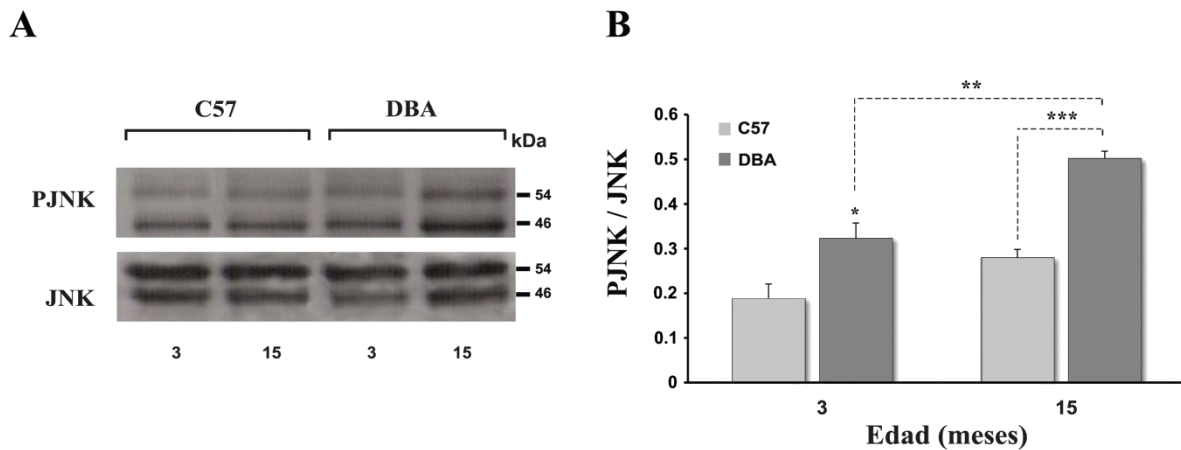 A
C57
DBA
kDa
PJNK
54
46
JNK
54
46
3
15
3
15
B
**
***
*
C57
DBA
PJNK / JNK
0.6
0.5
0.4
0.3
0.2
0.1
0
3
15
Edad (meses)